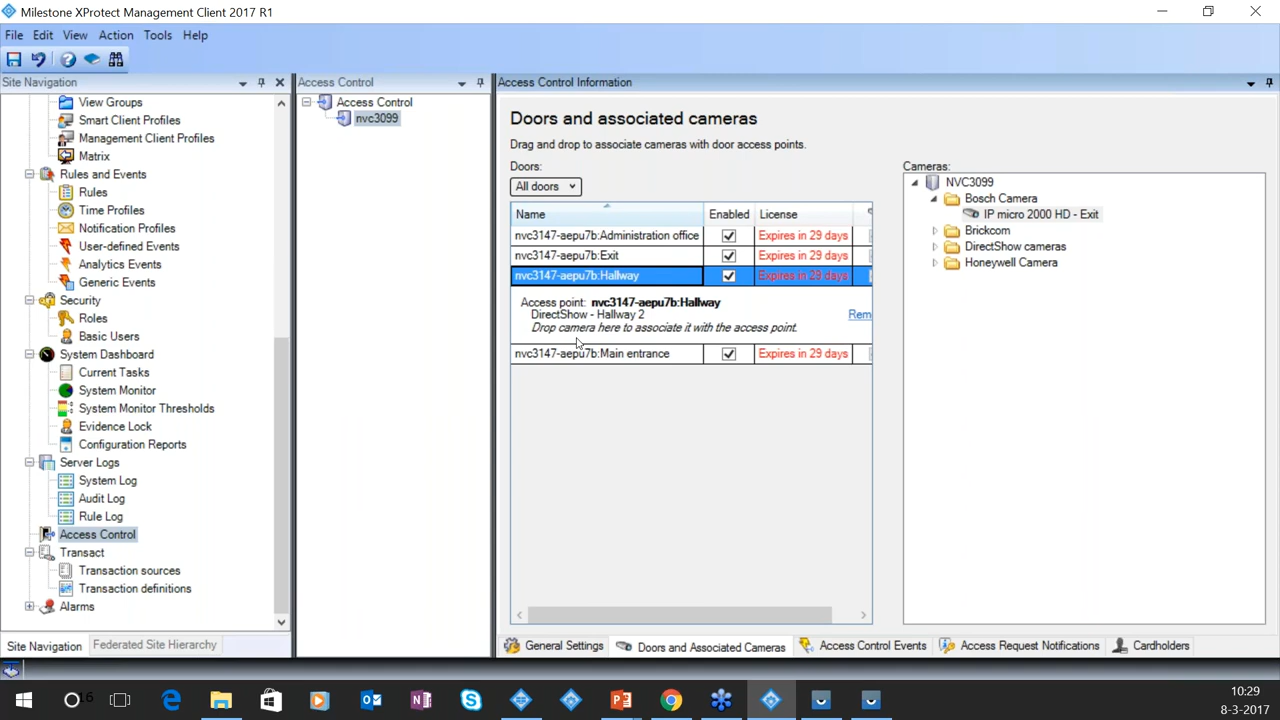 Milestone XProtect Management Client 2017 R1
File Edit View Action Tools Help
Site Navigation
View Groups
Smart Client Profiles
Management Client Profiles
Matrix
Rules and Events
Rules
Time Profiles
Notification Profiles
User-defined Events
Analytics Events
Generic Events
Security
Roles
Basic Users
System Dashboard
Current Tasks
System Monitor
System Monitor Thresholds
Evidence Lock
Configuration Reports
Server Logs
System Log
Audit Log
Rule Log
Access Control
Transact
Transaction sources
Transaction definitions
Alarms
Site Navigation Federated Site Hierarchy
Access Control
Access Control
nvc3099
Access Control Information
Doors and associated cameras
Drag and drop to associate cameras with door access points.
Doors:
All doors
Name Enabled License
nvc3147-aepu7b:Administration office Expires in 29 days
nvc3147-aepu7b:Exit Expires in 29 days
nvc3147-aepu7b:Hallway Expires in 29 days
Access point: nvc3147-aepu7b:Hallway
DirectShow - Hallway 2 Rem
Drop camera here to associate it with the access point.
nvc3147-aepu7b:Main entrance Expires in 29 days
Cameras:
NVC3099
Bosch Camera
IP micro 2000 HD - Exit
Brickcom
DirectShow cameras
Honeywell Camera
General Settings Doors and Associated Cameras Access Control Events Access Request Notifications Cardholders
16
10:29
8-3-2017